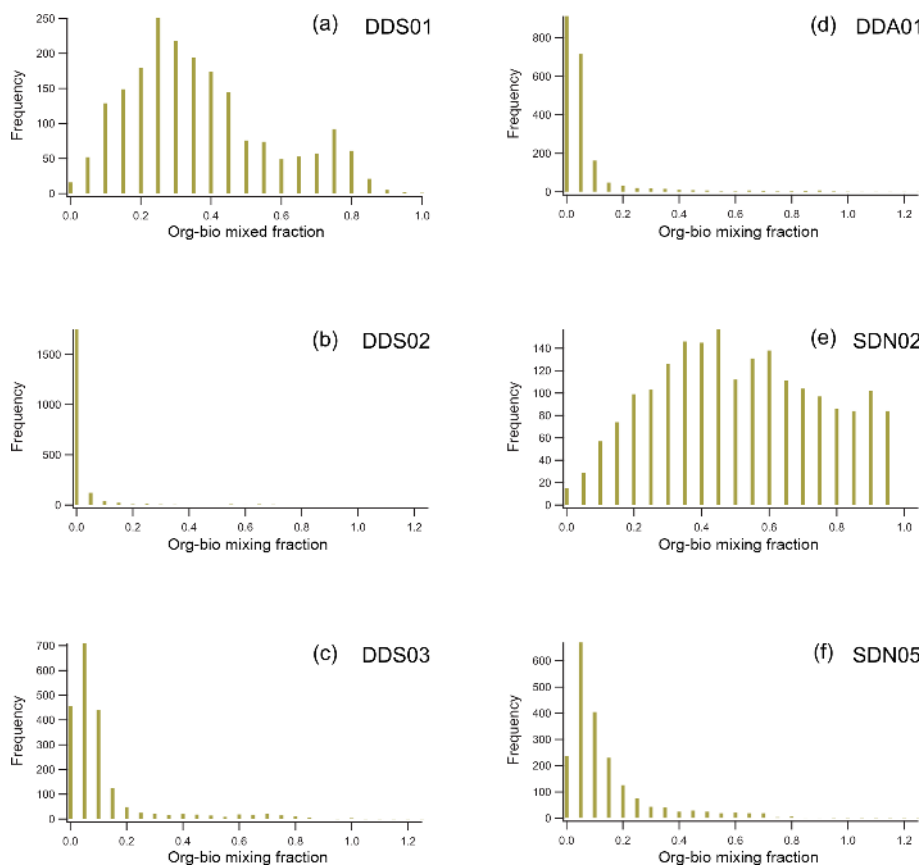 (a) DDS01
250
200
150
100
50
0
Frequency
0.0 0.2 0.4 0.6 0.8 1.0
Org-bio mixed fraction
(d) DDA01
800
600
400
200
0
Frequency
0.0 0.2 0.4 0.6 0.8 1.0 1.2
Org-bio mixing fraction
(b) DDS02
1500
1000
500
0
Frequency
0.0 0.2 0.4 0.6 0.8 1.0 1.2
Org-bio mixing fraction
(e) SDN02
140
120
100
80
60
40
20
0
Frequency
0.0 0.2 0.4 0.6 0.8 1.0
Org-bio mixing fraction
(c) DDS03
700
600
500
400
300
200
100
0
Frequency
0.0 0.2 0.4 0.6 0.8 1.0 1.2
Org-bio mixing fraction
(f) SDN05
600
500
400
300
200
100
0
Frequency
0.0 0.2 0.4 0.6 0.8 1.0 1.2
Org-bio mixing fraction